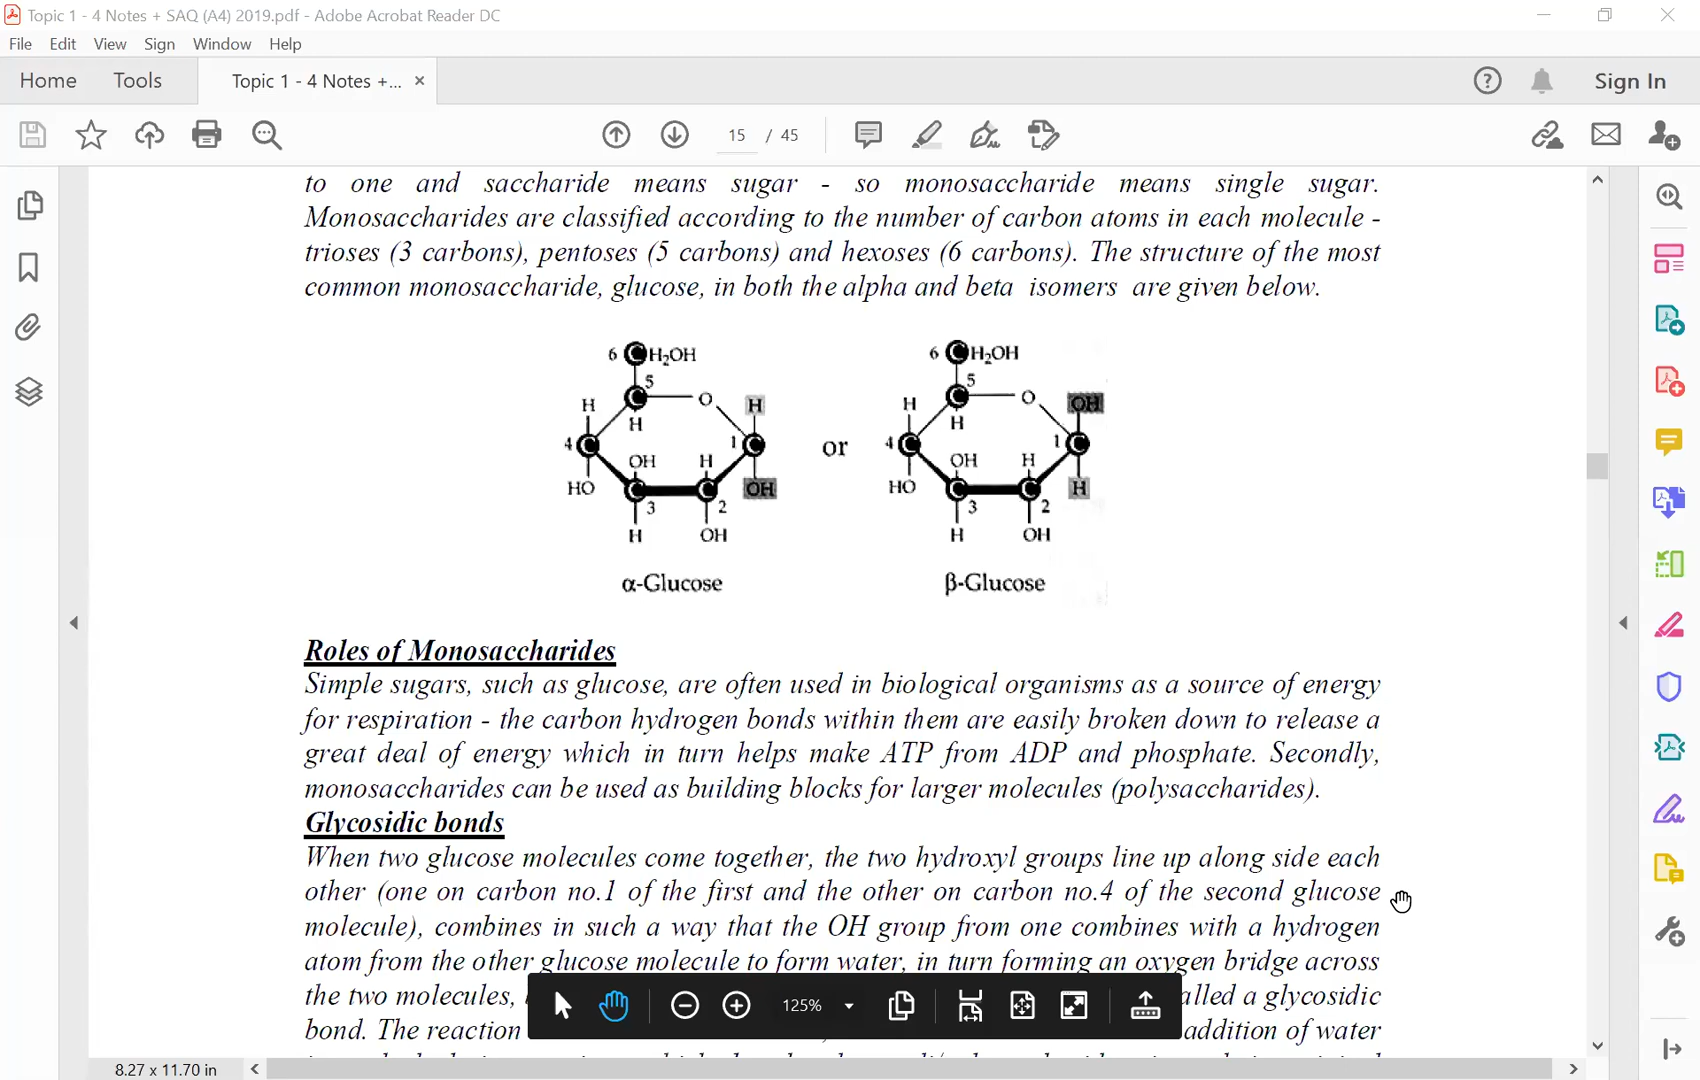 Topic 1 - 4 Notes + SAQ (A4) 2019.pdf - Adobe Acrobat Reader DC
File Edit View Sign Window Help
Home Tools Topic 1 - 4 Notes +... × Sign In
15 / 45
to one and saccharide means sugar - so monosaccharide means single sugar.
Monosaccharides are classified according to the number of carbon atoms in each molecule -
trioses (3 carbons), pentoses (5 carbons) and hexoses (6 carbons). The structure of the most
common monosaccharide, glucose, in both the alpha and beta isomers are given below.
6 C H₂OH 6 C H₂OH
5 5
H C O H H C O OH
H H
4 C 1 C or 4 C 1 C
OH H OH H
HO C C OH HO C C H
3 2 3 2
H OH H OH
α-Glucose β-Glucose
Roles of Monosaccharides
Simple sugars, such as glucose, are often used in biological organisms as a source of energy
for respiration - the carbon hydrogen bonds within them are easily broken down to release a
great deal of energy which in turn helps make ATP from ADP and phosphate. Secondly,
monosaccharides can be used as building blocks for larger molecules (polysaccharides).
Glycosidic bonds
When two glucose molecules come together, the two hydroxyl groups line up along side each
other (one on carbon no.1 of the first and the other on carbon no.4 of the second glucose
molecule), combines in such a way that the OH group from one combines with a hydrogen
atom from the other glucose molecule to form water, in turn forming an oxygen bridge across
the two molecules, alled a glycosidic
125%
bond. The reaction addition of water
8.27 x 11.70 in